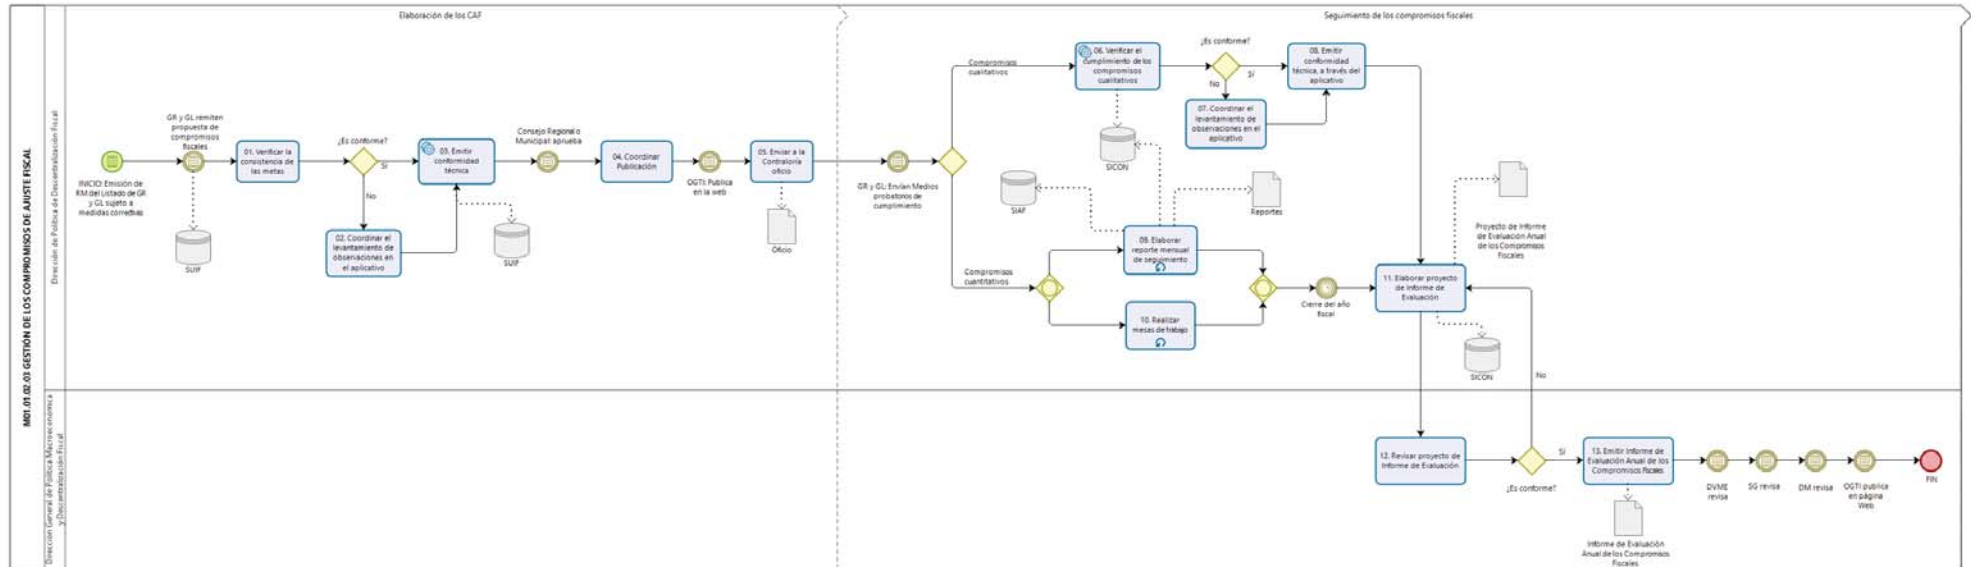 M01.01.02.03 GESTIÓN DE LOS COMPROMISOS DE AJUSTE FISCAL
Elaboración de los CAF
Seguimiento de los compromisos fiscales
Dirección de Política de Descentralización Fiscal
INICIO: Emisión de
RM del Listado de GR
y GL sujeto a
medidas correctivas
GR y GL remiten
propuesta de
compromisos
fiscales
SUIF
01. Verificar la
consistencia de
las metas
¿Es conforme?
Sí
No
02. Coordinar el
levantamiento de
observaciones en
el aplicativo
03. Emitir
conformidad
técnica
SUIF
Consejo Regional o
Municipal: aprueba
04. Coordinar
Publicación
OGTI: Publica
en la web
05. Enviar a la
Contraloría
oficio
Oficio
GR y GL: Envían Medios
probatorios de
cumplimiento
Compromisos
cualitativos
06. Verificar el
cumplimiento de los
compromisos
cualitativos
SICON
¿Es conforme?
Sí
No
07. Coordinar el
levantamiento de
observaciones en el
aplicativo
08. Emitir
conformidad
técnica, a través del
aplicativo
Compromisos
cuantitativos
SIAF
Reportes
09. Elaborar
reporte mensual
de seguimiento
10. Realizar
mesas de trabajo
Cierre del año
fiscal
11. Elaborar proyecto
de Informe de
Evaluación
Proyecto de Informe
de Evaluación Anual
de los Compromisos
Fiscales
SICON
No
Dirección General de Política Macroeconómica
y Descentralización Fiscal
12. Revisar proyecto de
Informe de Evaluación
¿Es conforme?
Sí
13. Emitir Informe de
Evaluación Anual de los
Compromisos Fiscales
Informe de Evaluación
Anual de los Compromisos
Fiscales
DVME
revisa
SG revisa
DM revisa
OGTI publica
en página
Web
FIN